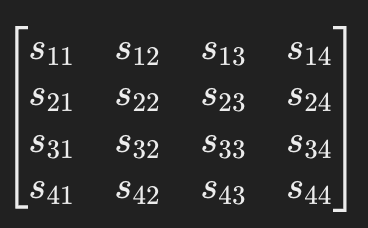 s₁₁ s₁₂ s₁₃ s₁₄
s₂₁ s₂₂ s₂₃ s₂₄
s₃₁ s₃₂ s₃₃ s₃₄
s₄₁ s₄₂ s₄₃ s₄₄